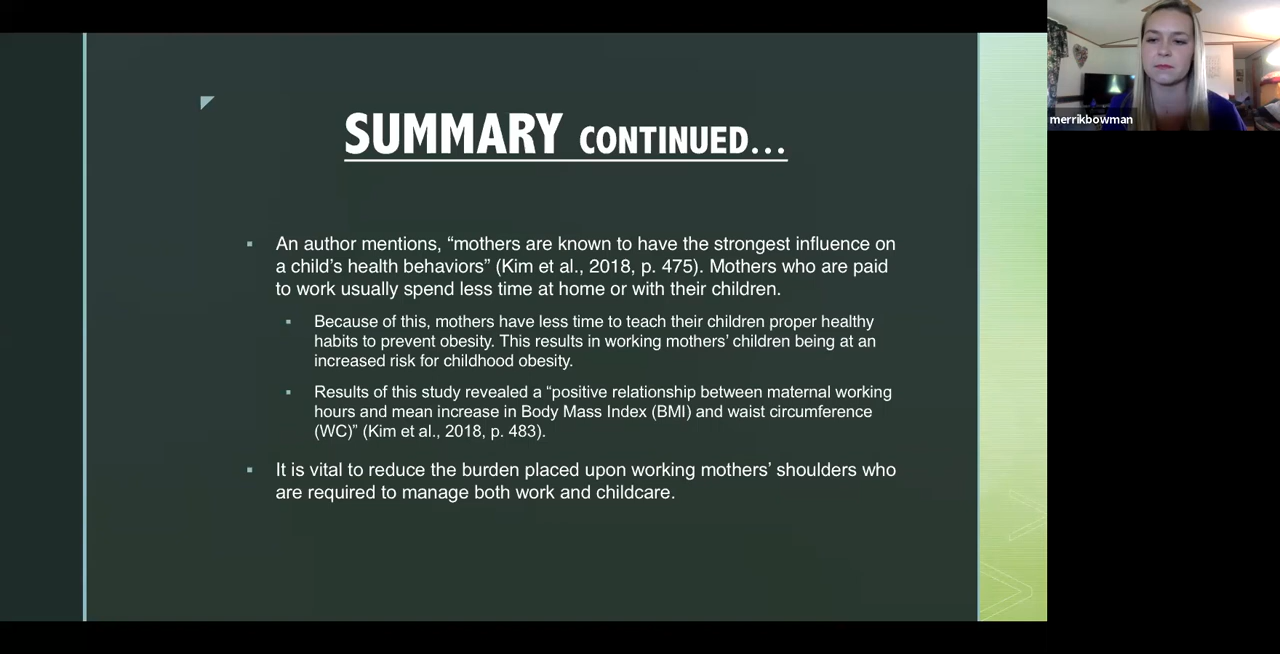 SUMMARY CONTINUED...
An author mentions, “mothers are known to have the strongest influence on
a child’s health behaviors” (Kim et al., 2018, p. 475). Mothers who are paid
to work usually spend less time at home or with their children.
Because of this, mothers have less time to teach their children proper healthy
habits to prevent obesity. This results in working mothers’ children being at an
increased risk for childhood obesity.
Results of this study revealed a “positive relationship between maternal working
hours and mean increase in Body Mass Index (BMI) and waist circumference
(WC)” (Kim et al., 2018, p. 483).
It is vital to reduce the burden placed upon working mothers’ shoulders who
are required to manage both work and childcare.
merrikbowman